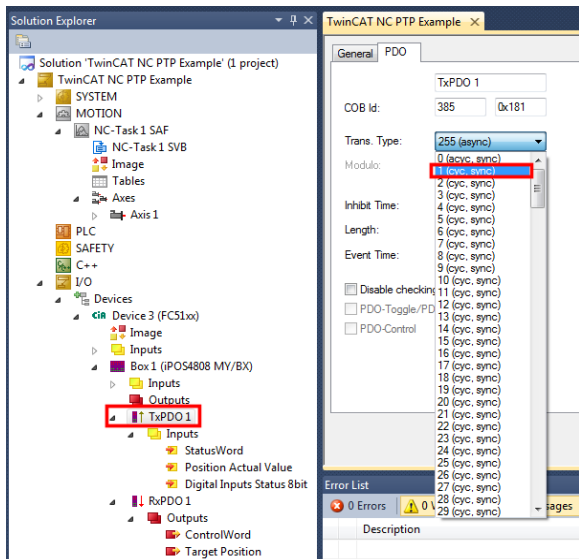 Solution Explorer
Solution 'TwinCAT NC PTP Example' (1 project)
TwinCAT NC PTP Example
SYSTEM
MOTION
NC-Task 1 SAF
NC-Task 1 SVB
Image
Tables
Axes
Axis 1
PLC
SAFETY
C++
I/O
Devices
Device 3 (FC51xx)
Image
Inputs
Box 1 (iPOS4808 MY/BX)
Inputs
Outputs
TxPDO 1
Inputs
StatusWord
Position Actual Value
Digital Inputs Status 8bit
RxPDO 1
Outputs
ControlWord
Target Position
TwinCAT NC PTP Example
General PDO
TxPDO 1
COB Id: 385 0x181
Trans. Type: 255 (async)
Modulo:
Inhibit Time:
Length:
Event Time:
Disable checking
PDO-Toggle/PD
PDO-Control
0 (acyc, sync)
1 (cyc, sync)
2 (cyc, sync)
3 (cyc, sync)
4 (cyc, sync)
5 (cyc, sync)
6 (cyc, sync)
7 (cyc, sync)
8 (cyc, sync)
9 (cyc, sync)
10 (cyc, sync)
11 (cyc, sync)
12 (cyc, sync)
13 (cyc, sync)
14 (cyc, sync)
15 (cyc, sync)
16 (cyc, sync)
17 (cyc, sync)
18 (cyc, sync)
19 (cyc, sync)
20 (cyc, sync)
21 (cyc, sync)
22 (cyc, sync)
23 (cyc, sync)
24 (cyc, sync)
25 (cyc, sync)
26 (cyc, sync)
27 (cyc, sync)
28 (cyc, sync)
29 (cyc, sync)
Error List
0 Errors 0 sages
Description